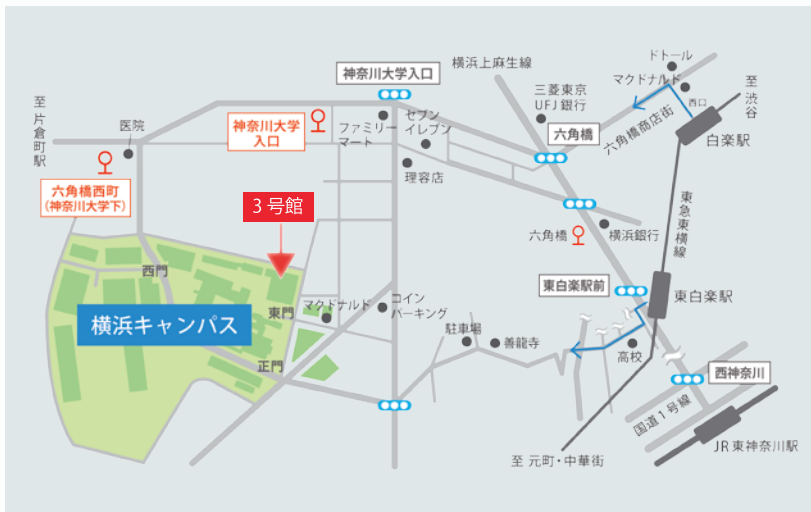 神奈川大学入口
横浜上麻生線
ドトール
マクドナルド
西口
至
渋谷
三菱東京
UFJ銀行
白楽駅
六角橋商店街
六角橋
至
片倉町駅
医院
神奈川大学
入口
ファミリー
マート
セブン
イレブン
理容店
六角橋西町
(神奈川大学下)
3号館
六角橋
横浜銀行
東急東横線
西門
東白楽駅前
東白楽駅
横浜キャンパス
東門
マクドナルド
コイン
パーキング
駐車場
善龍寺
高校
正門
西神奈川
国道1号線
JR東神奈川駅
至 元町・中華街